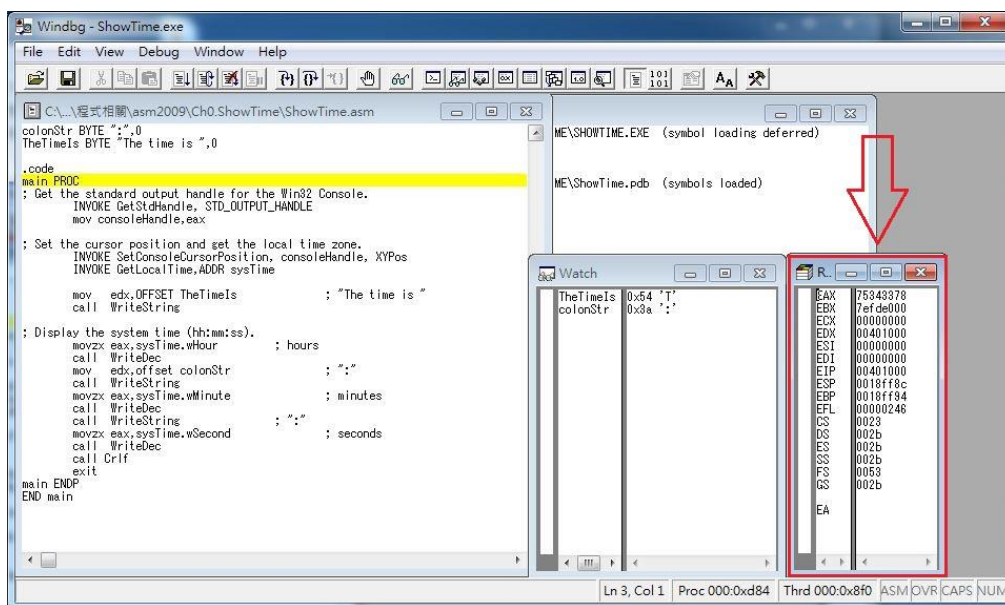 Windbg - ShowTime.exe
File Edit View Debug Window Help
C:\...\程式相關\asm2009\Ch0.ShowTime\ShowTime.asm
colonStr BYTE ":",0
TheTimeIs BYTE "The time is ",0
.code
main PROC
; Get the standard output handle for the Win32 Console.
INVOKE GetStdHandle, STD_OUTPUT_HANDLE
mov consoleHandle,eax
; Set the cursor position and get the local time zone.
INVOKE SetConsoleCursorPosition, consoleHandle, XYPos
INVOKE GetLocalTime,ADDR sysTime
mov edx,OFFSET TheTimeIs ; "The time is "
call WriteString
; Display the system time (hh:mm:ss).
movzx eax,sysTime.wHour ; hours
call WriteDec
mov edx,offset colonStr ; ":"
call WriteString
movzx eax,sysTime.wMinute ; minutes
call WriteDec
call WriteString ; ":"
movzx eax,sysTime.wSecond ; seconds
call WriteDec
call Crlf
exit
main ENDP
END main
ME\SHOWTIME.EXE (symbol loading deferred)
ME\ShowTime.pdb (symbols loaded)
Watch
TheTimeIs 0x54 'T'
colonStr 0x3a ':'
R..
EAX 75343378
EBX 7efde000
ECX 00000000
EDX 00401000
ESI 00000000
EDI 00000000
EIP 00401000
ESP 0018ff8c
EBP 0018ff94
EFL 00000246
CS 0023
DS 002b
ES 002b
SS 002b
FS 0053
GS 002b
EA
Ln 3, Col 1 Proc 000:0xd84 Thrd 000:0x8f0 ASM OVR CAPS NUM